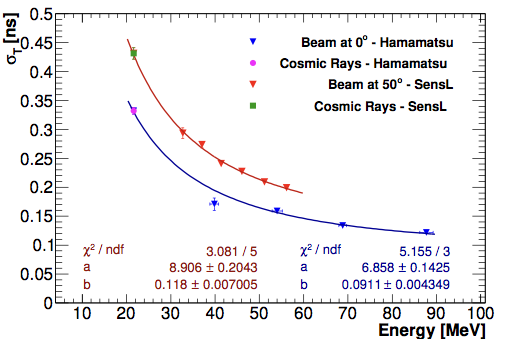 σT [ns]
0.5
0.45
0.4
0.35
0.3
0.25
0.2
0.15
0.1
0.05
0
Beam at 0° - Hamamatsu
Cosmic Rays - Hamamatsu
Beam at 50° - SensL
Cosmic Rays - SensL
χ² / ndf 3.081 / 5
a 8.906 ± 0.2043
b 0.118 ± 0.007005
χ² / ndf 5.155 / 3
a 6.858 ± 0.1425
b 0.0911 ± 0.004349
10 20 30 40 50 60 70 80 90 100
Energy [MeV]